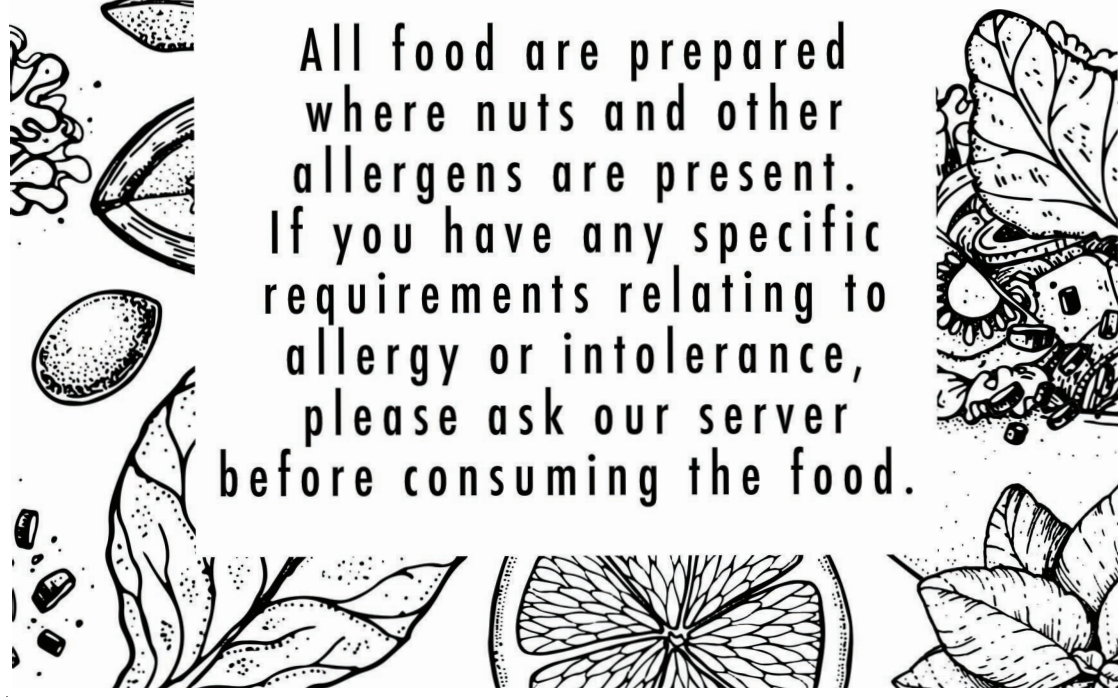 All food are prepared
where nuts and other
allergens are present.
If you have any specific
requirements relating to
allergy or intolerance,
please ask our server
before consuming the food.